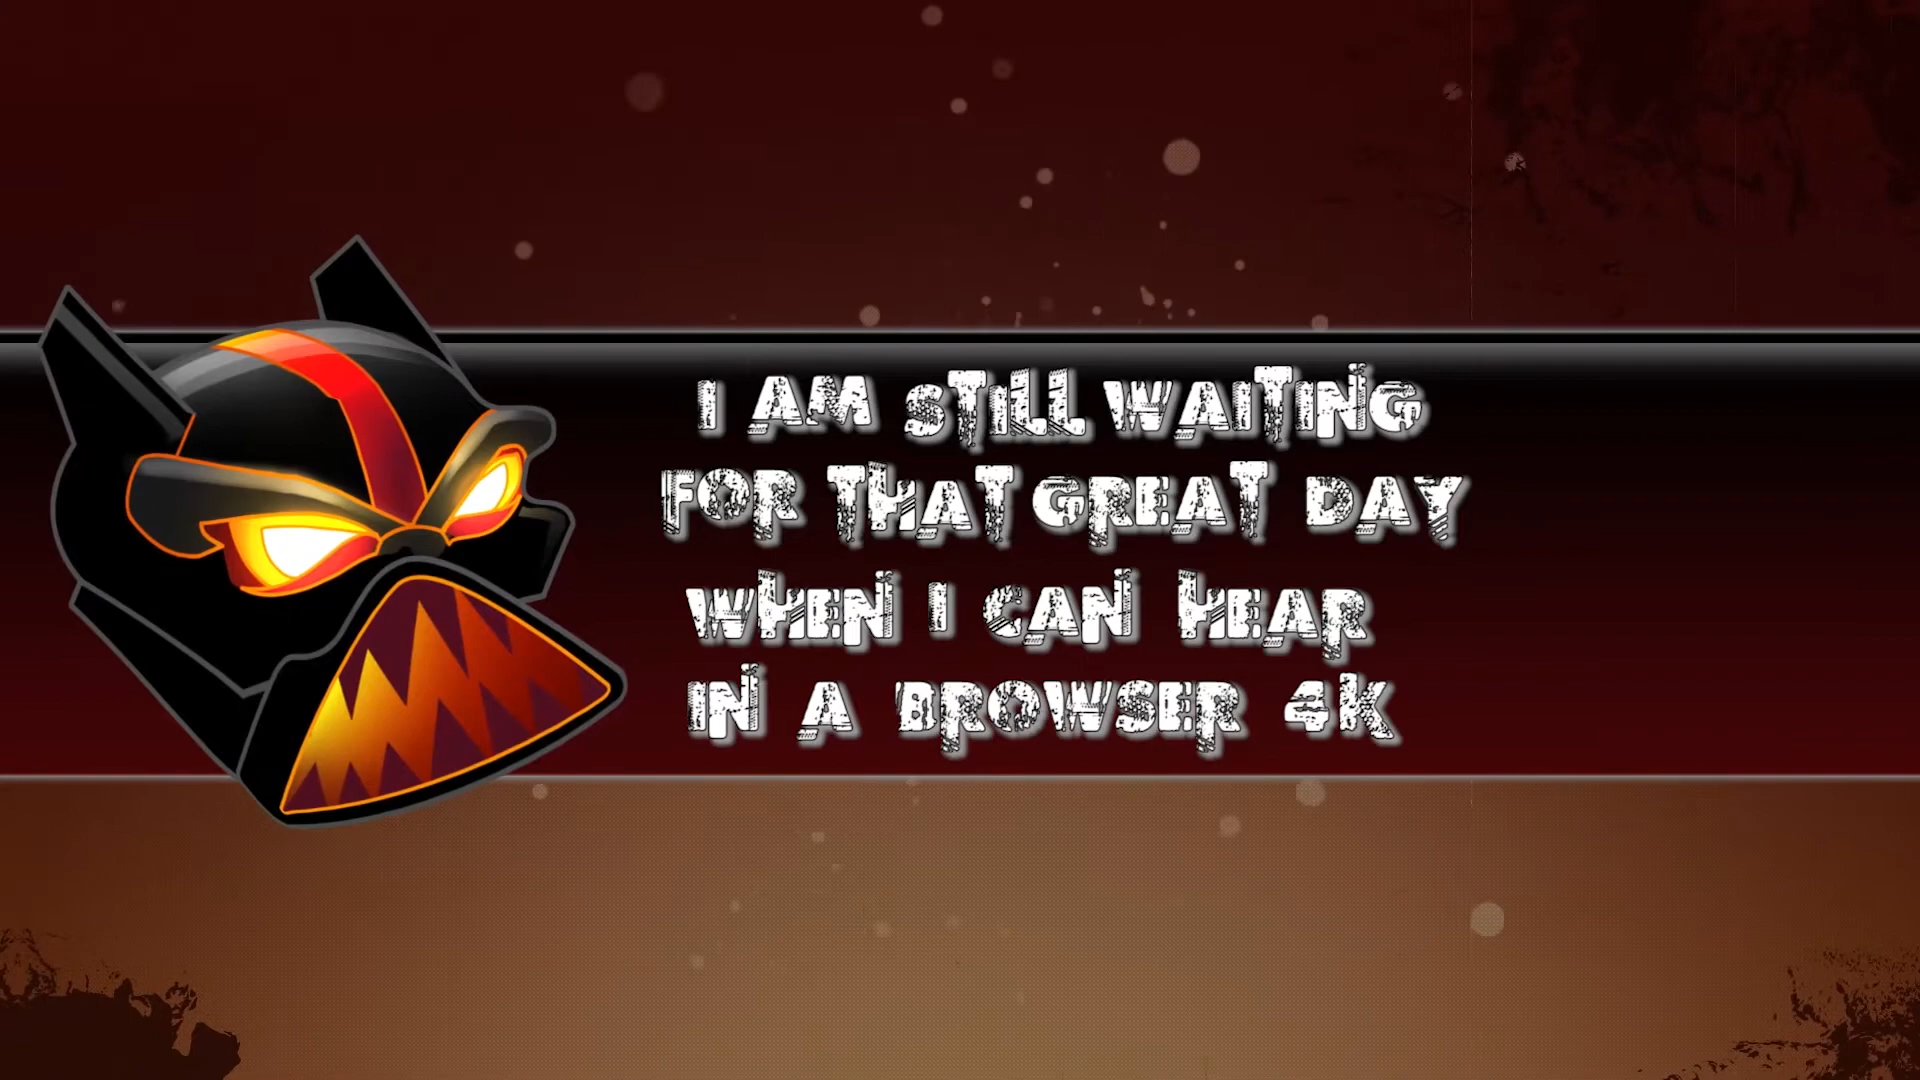 I AM STILL WAITING
FOR THAT GREAT DAY
WHEN I CAN HEAR
IN A BROWSER 4K